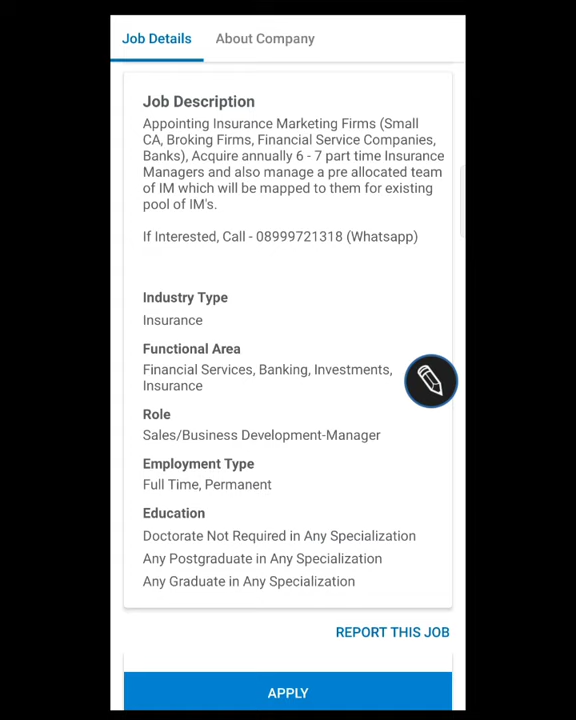 Job Details About Company
Job Description
Appointing Insurance Marketing Firms (Small
CA, Broking Firms, Financial Service Companies,
Banks), Acquire annually 6 - 7 part time Insurance
Managers and also manage a pre allocated team
of IM which will be mapped to them for existing
pool of IM's.
If Interested, Call - 08999721318 (Whatsapp)
Industry Type
Insurance
Functional Area
Financial Services, Banking, Investments,
Insurance
Role
Sales/Business Development-Manager
Employment Type
Full Time, Permanent
Education
Doctorate Not Required in Any Specialization
Any Postgraduate in Any Specialization
Any Graduate in Any Specialization
REPORT THIS JOB
APPLY